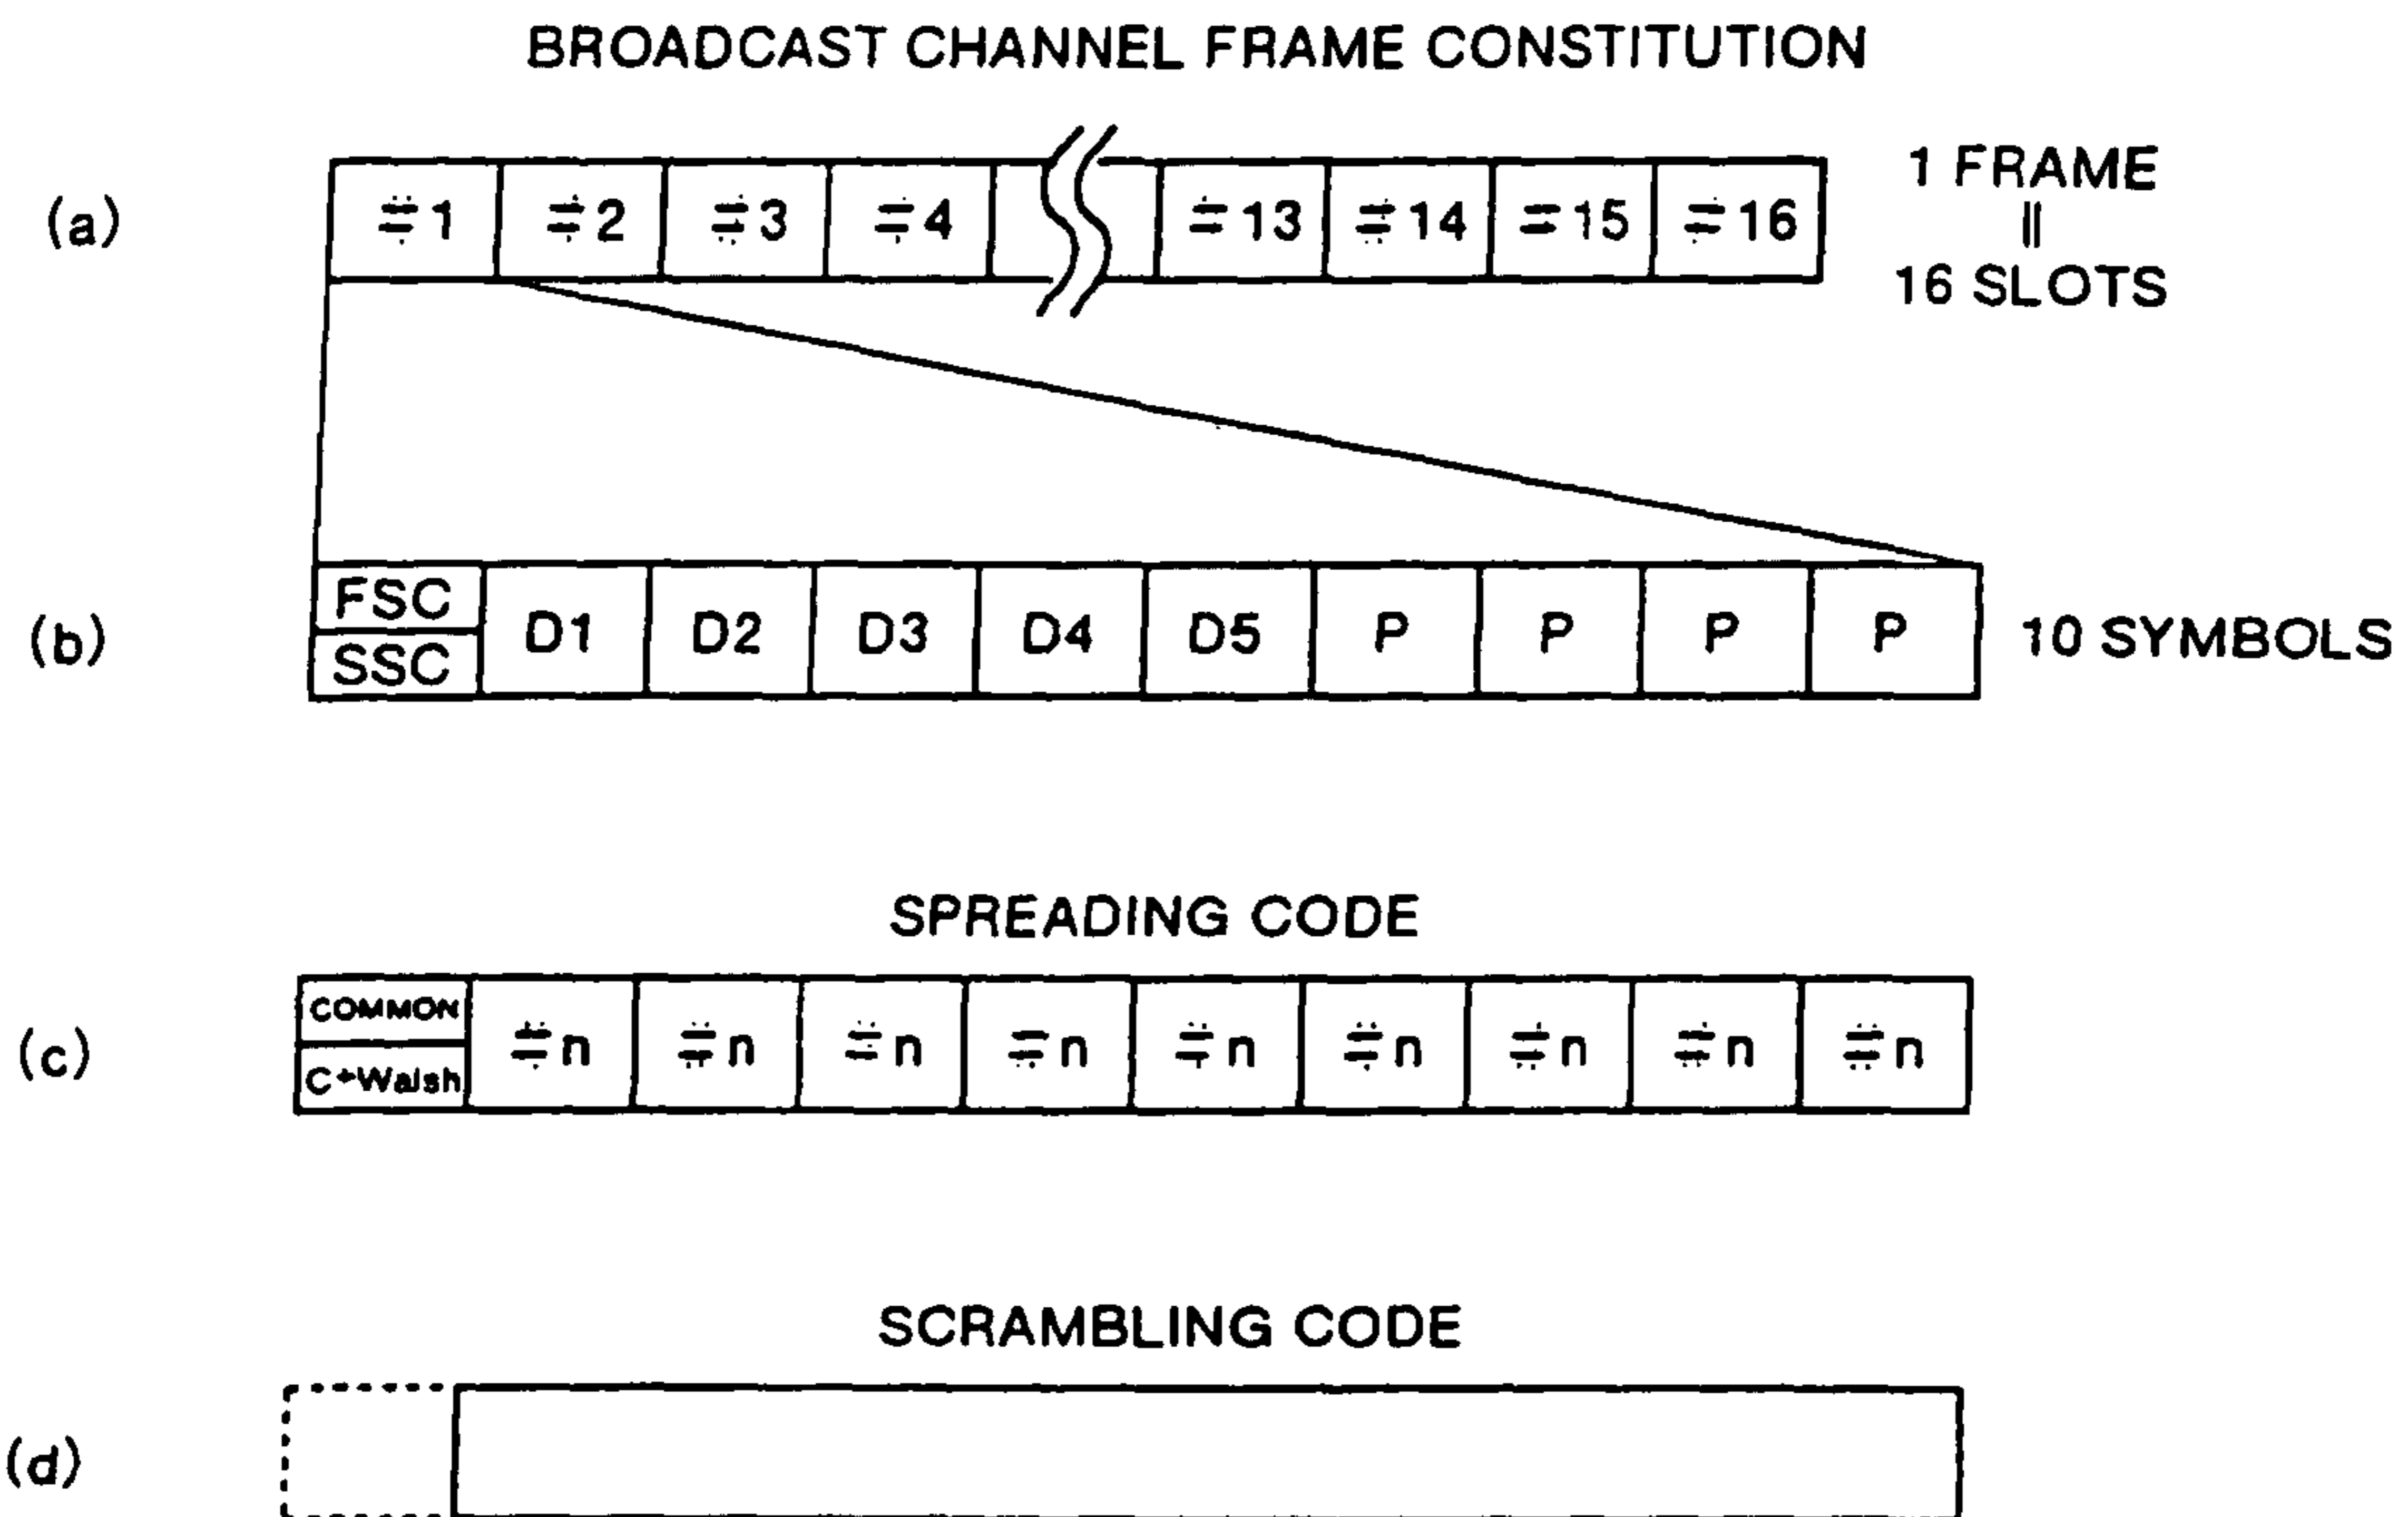 BROADCAST CHANNEL FRAME CONSTITUTION
(a) #1 #2 #3 #4 #13 #14 #15 #16
1 FRAME
||
16 SLOTS
(b) FSC SSC D1 D2 D3 D4 D5 P P P P 10 SYMBOLS
SPREADING CODE
(c) COMMON C+Walsh #n #n #n #n #n #n #n #n #n
SCRAMBLING CODE
(d)